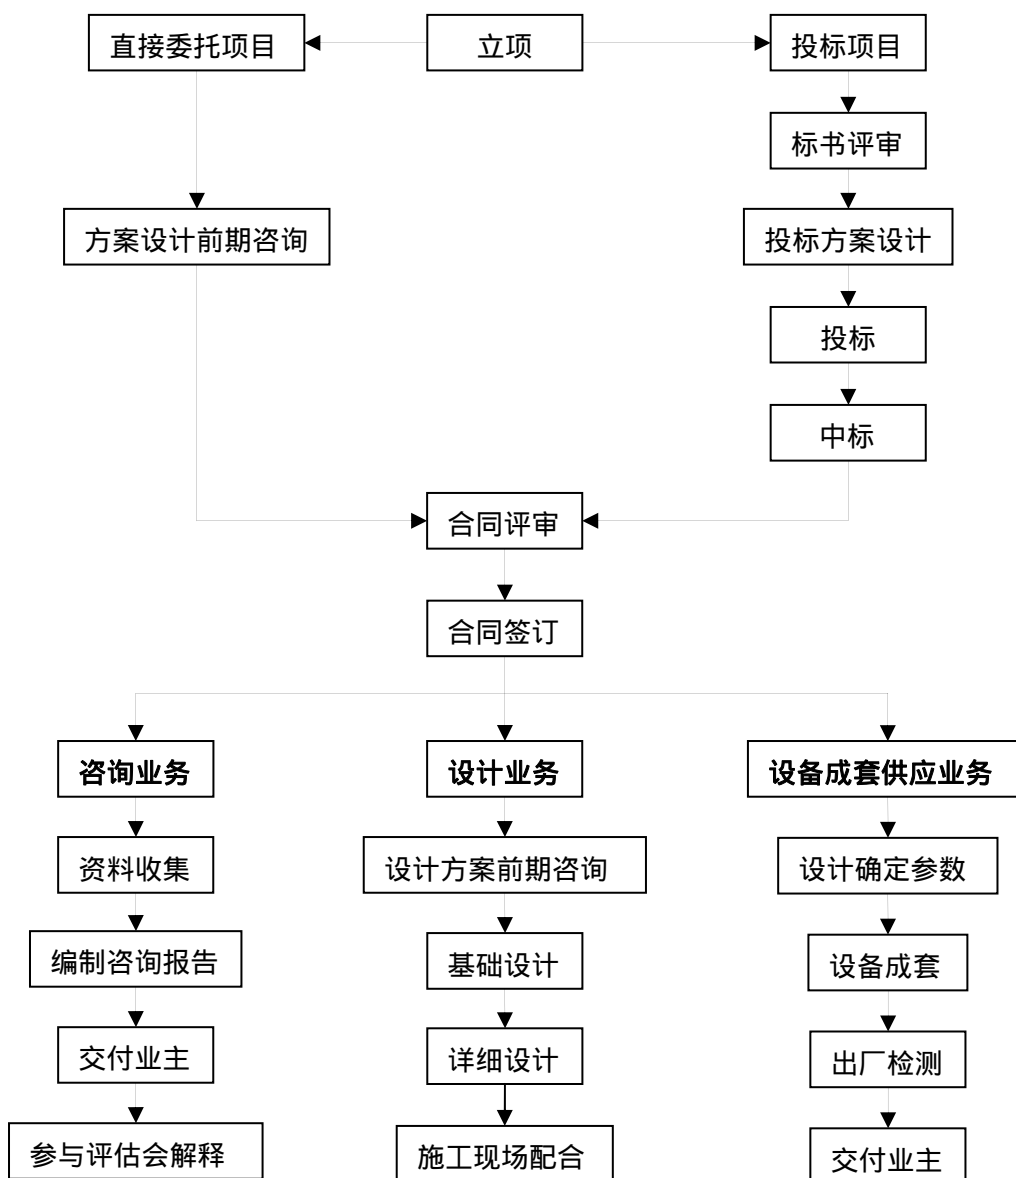 直接委托项目
立项
投标项目
标书评审
方案设计前期咨询
投标方案设计
投标
中标
合同评审
合同签订
咨询业务
设计业务
设备成套供应业务
资料收集
设计方案前期咨询
设计确定参数
编制咨询报告
基础设计
设备成套
交付业主
详细设计
出厂检测
参与评估会解释
施工现场配合
交付业主